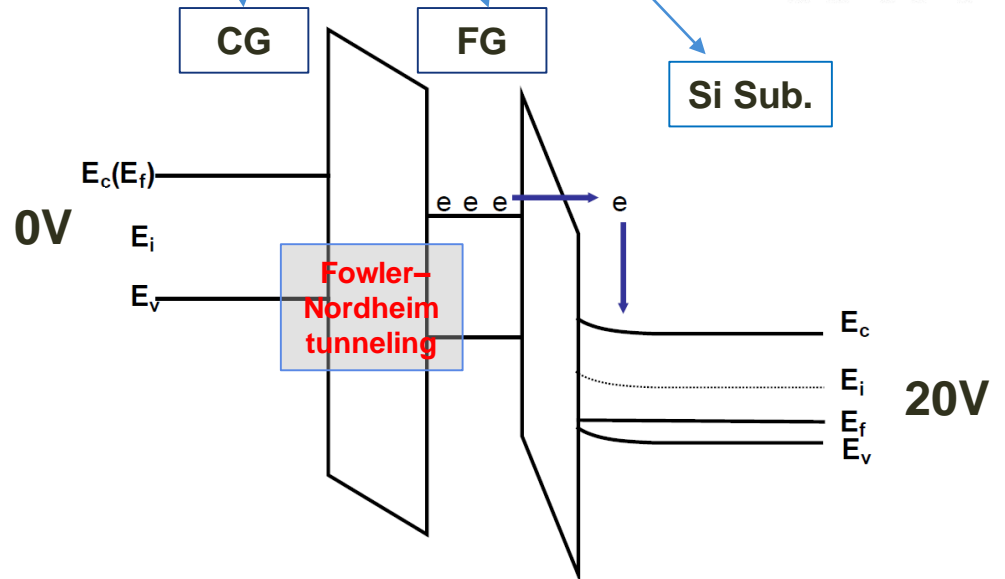 CG
FG
Si Sub.
Ec(Ef)
0V
Ei
Ev
e e e
e
Fowler–
Nordheim
tunneling
Ec
Ei
20V
Ef
Ev